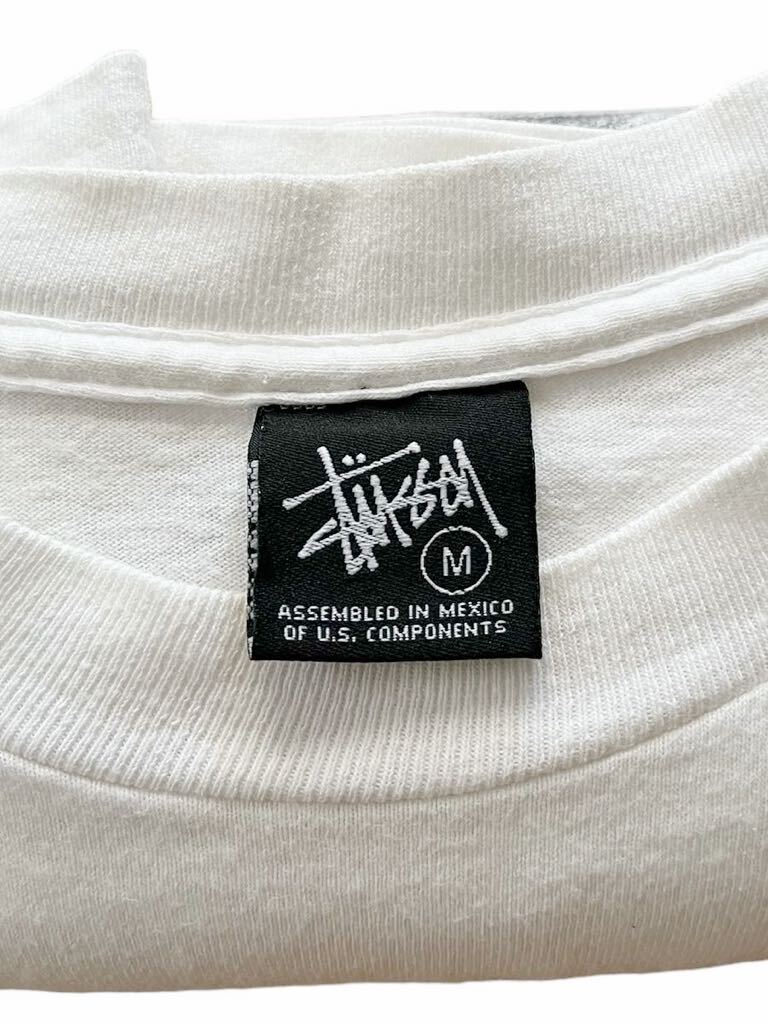 Stüssy
M
ASSEMBLED IN MEXICO
OF U.S. COMPONENTS